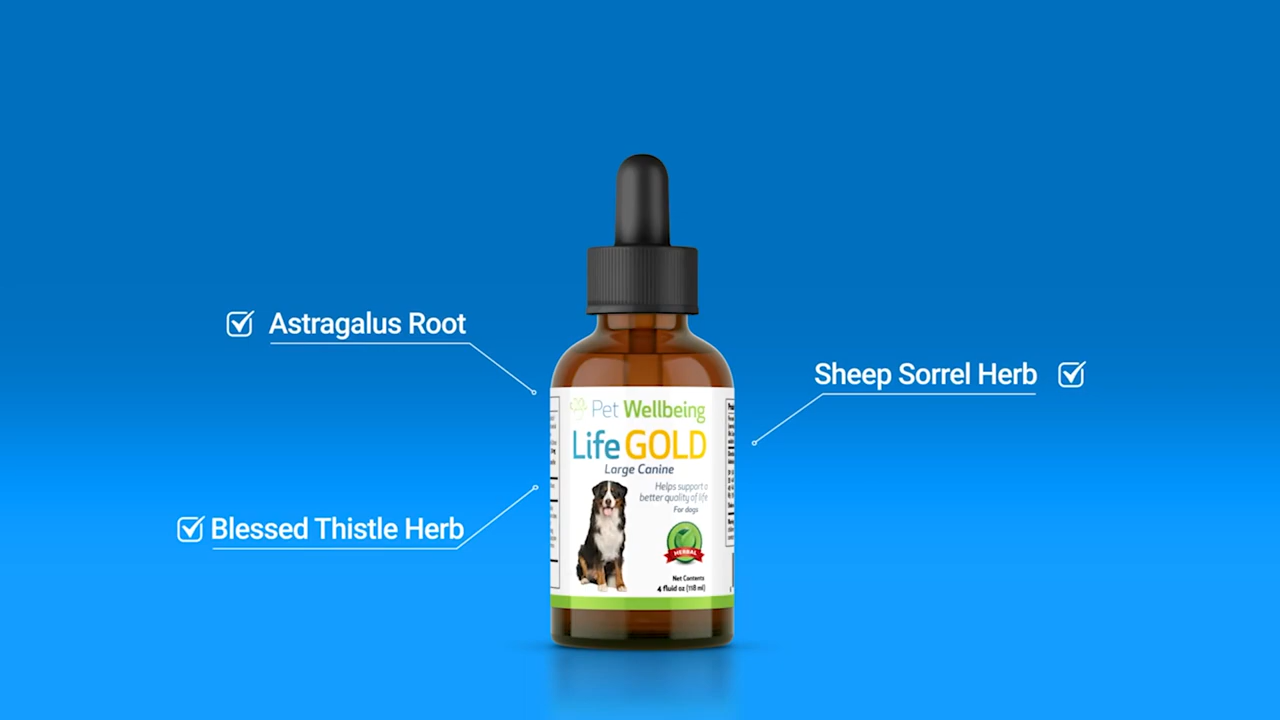 Astragalus Root
Sheep Sorrel Herb
Blessed Thistle Herb
Pet Wellbeing
Life GOLD
Large Canine
Helps support a
better quality of life
For dogs
HERBAL
Net Contents
4 fluid oz (118 ml)